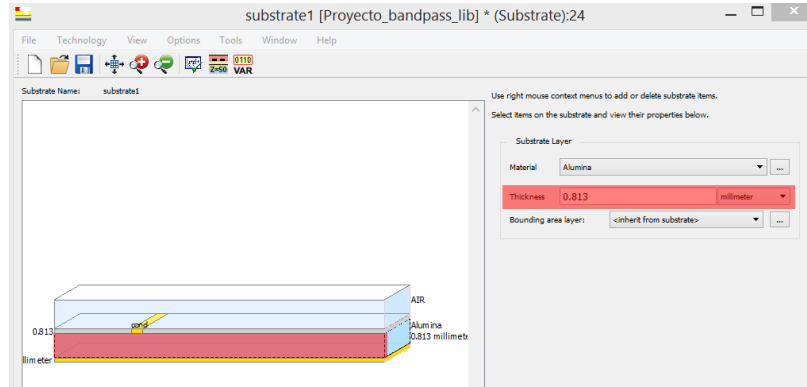 substrate1 [Proyecto_bandpass_lib] * (Substrate):24
File Technology View Options Tools Window Help
Z=50 0110 VAR
Substrate Name: substrate1
Use right mouse context menus to add or delete substrate items.
Select items on the substrate and view their properties below.
Substrate Layer
Material Alumina ...
Thickness 0.813 millimeter
Bounding area layer: <inherit from substrate> ...
AIR
cond
Alumina
0.813
0.813 millimete
llimeter